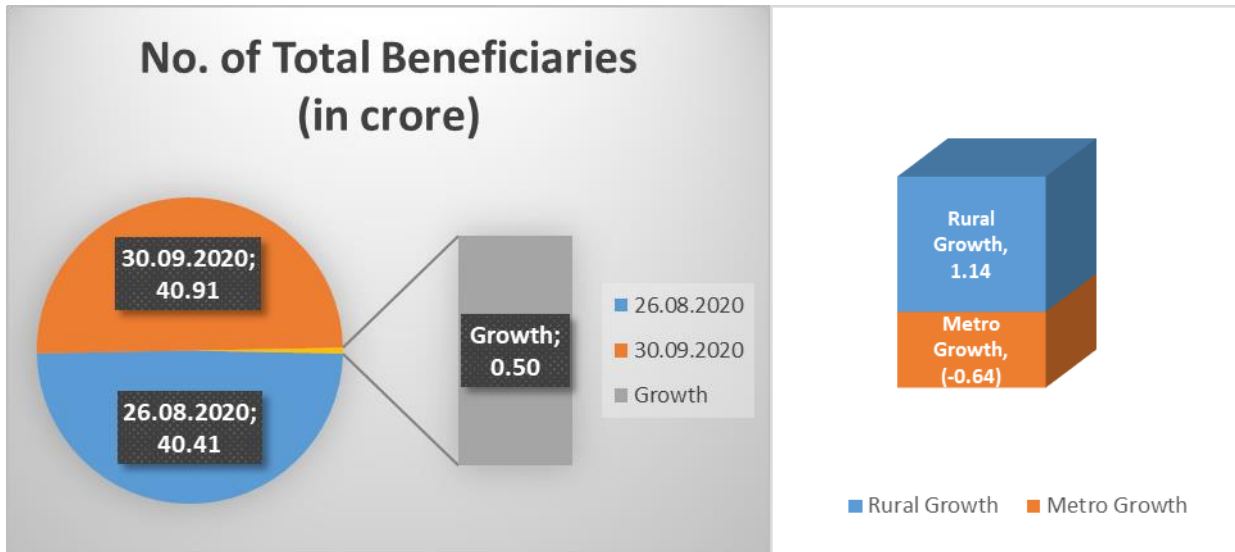 No. of Total Beneficiaries
(in crore)
30.09.2020;
40.91
26.08.2020;
40.41
Growth;
0.50
26.08.2020
30.09.2020
Growth
Rural
Growth,
1.14
Metro
Growth,
(-0.64)
Rural Growth
Metro Growth